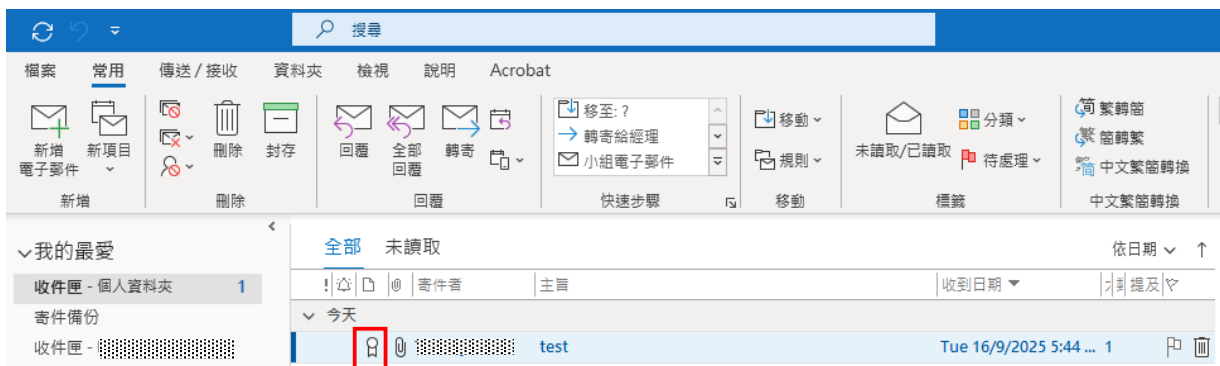 搜尋
檔案 常用 傳送 / 接收 資料夾 檢視 說明 Acrobat
新增
電子郵件
新項目
刪除
封存
回覆
全部
回覆
轉寄
移至: ?
轉寄給經理
小組電子郵件
移動
規則
未讀取/已讀取
分類
待處理
繁轉簡
簡轉繁
中文繁簡轉換
新增 刪除 回覆 快速步驟 移動 標籤 中文繁簡轉換
我的最愛
全部 未讀取 依日期 ↑
收件匣 - 個人資料夾 1
! 寄件者 主旨 收到日期 ▼ 提及
寄件備份
今天
收件匣 -
test Tue 16/9/2025 5:44 ... 1